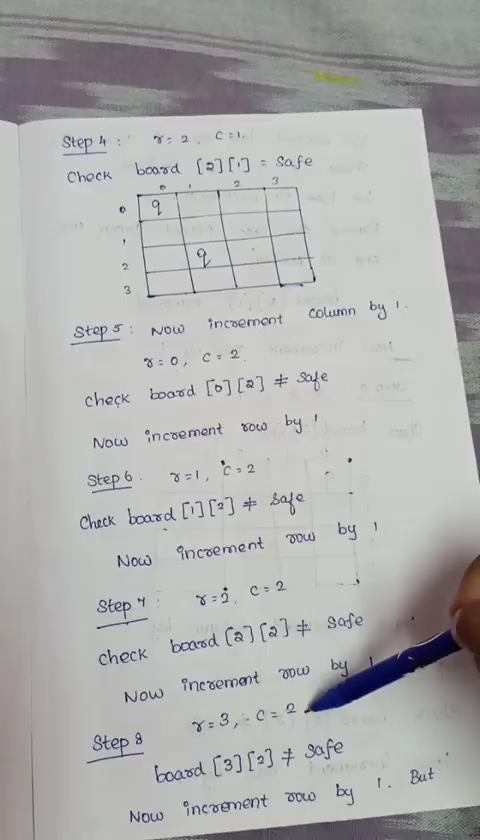 Step 4 : r = 2, C = 1.
Check board [2][1] = Safe
0 1 2 3
0 q
1
2 q
3
Step 5 : Now increment column by 1.
r = 0, C = 2.
check board [0][2] ≠ Safe
Now increment row by 1
Step 6 r = 1, C = 2
Check board [1][2] ≠ Safe
Now increment row by 1
Step 7 : r = 2, C = 2
check board [2][2] ≠ Safe
Now increment row by 1
Step 8 r = 3, C = 2
board [3][2] ≠ Safe
Now increment row by 1. But